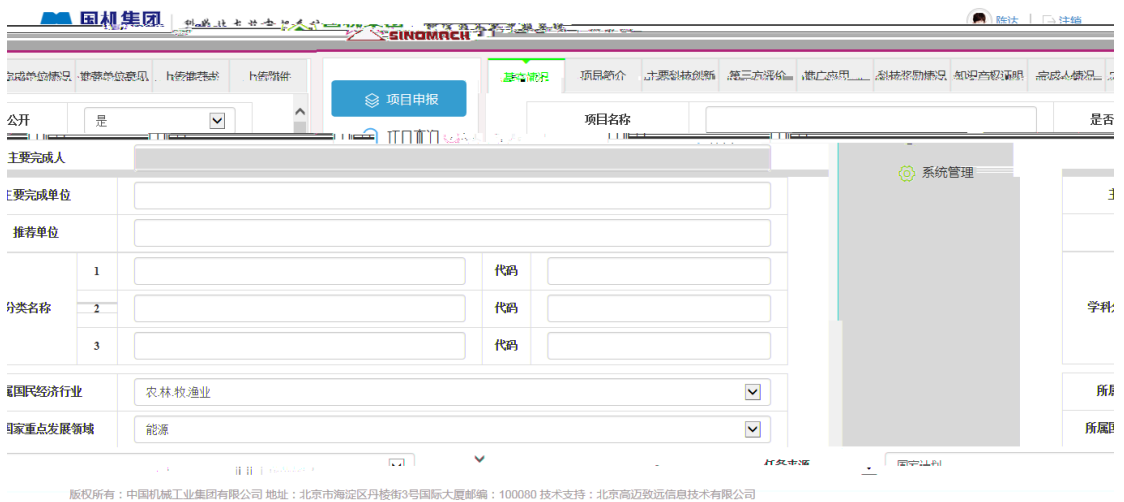 国机集团
SINOMACH
陈达 注销
完成单位情况 推荐单位意见 上传推荐书 上传附件
项目申报
基本情况 项目简介 主要科技创新 第三方评价 推广应用 科技奖励情况 知识产权证明 完成人情况
公开 是
项目名称
是否
主要完成人
系统管理
主要完成单位
推荐单位
1 代码
分类名称 2 代码
学科
3 代码
属国民经济行业 农.林.牧.渔业
所属
国家重点发展领域 能源
所属国
任务来源 国家计划
版权所有：中国机械工业集团有限公司 地址：北京市海淀区丹棱街3号国际大厦邮编：100080 技术支持：北京高迈致远信息技术有限公司